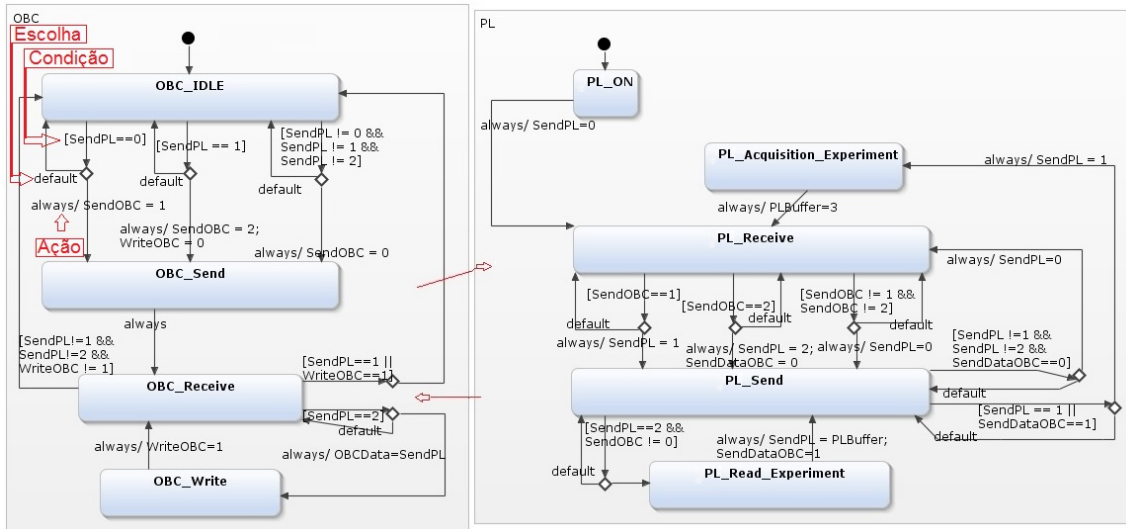 OBC
Escolha
Condição
OBC_IDLE
[SendPL==0]
[SendPL == 1]
[SendPL != 0 &&
SendPL != 1 &&
SendPL != 2]
default
default
default
always/ SendOBC = 1
always/ SendOBC = 2;
WriteOBC = 0
always/ SendOBC = 0
Ação
OBC_Send
always
[SendPL!=1 &&
SendPL!=2 &&
WriteOBC != 1]
OBC_Receive
[SendPL==1 ||
WriteOBC==1]
[SendPL==2]
default
always/ WriteOBC=1
always/ OBCData=SendPL
OBC_Write
PL
PL_ON
always/ SendPL=0
PL_Acquisition_Experiment
always/ SendPL = 1
always/ PLBuffer=3
PL_Receive
always/ SendPL=0
[SendOBC==1]
[SendOBC==2]
[SendOBC != 1 &&
SendOBC != 2]
default
default
default
always/ SendPL = 1
always/ SendPL = 2;
SendDataOBC = 0
always/ SendPL=0
[SendPL !=1 &&
SendPL !=2 &&
SendDataOBC==0]
PL_Send
default
[SendPL == 1 ||
SendDataOBC==1]
default
[SendPL==2 &&
SendOBC != 0]
always/ SendPL = PLBuffer;
SendDataOBC=1
default
PL_Read_Experiment